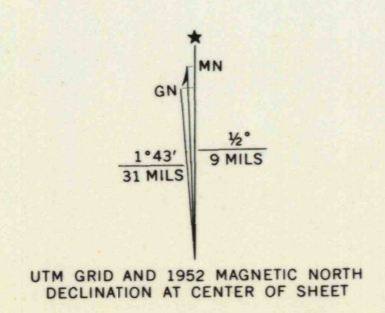 ★
MN
GN
1°43'
31 MILS
½°
9 MILS
UTM GRID AND 1952 MAGNETIC NORTH
DECLINATION AT CENTER OF SHEET